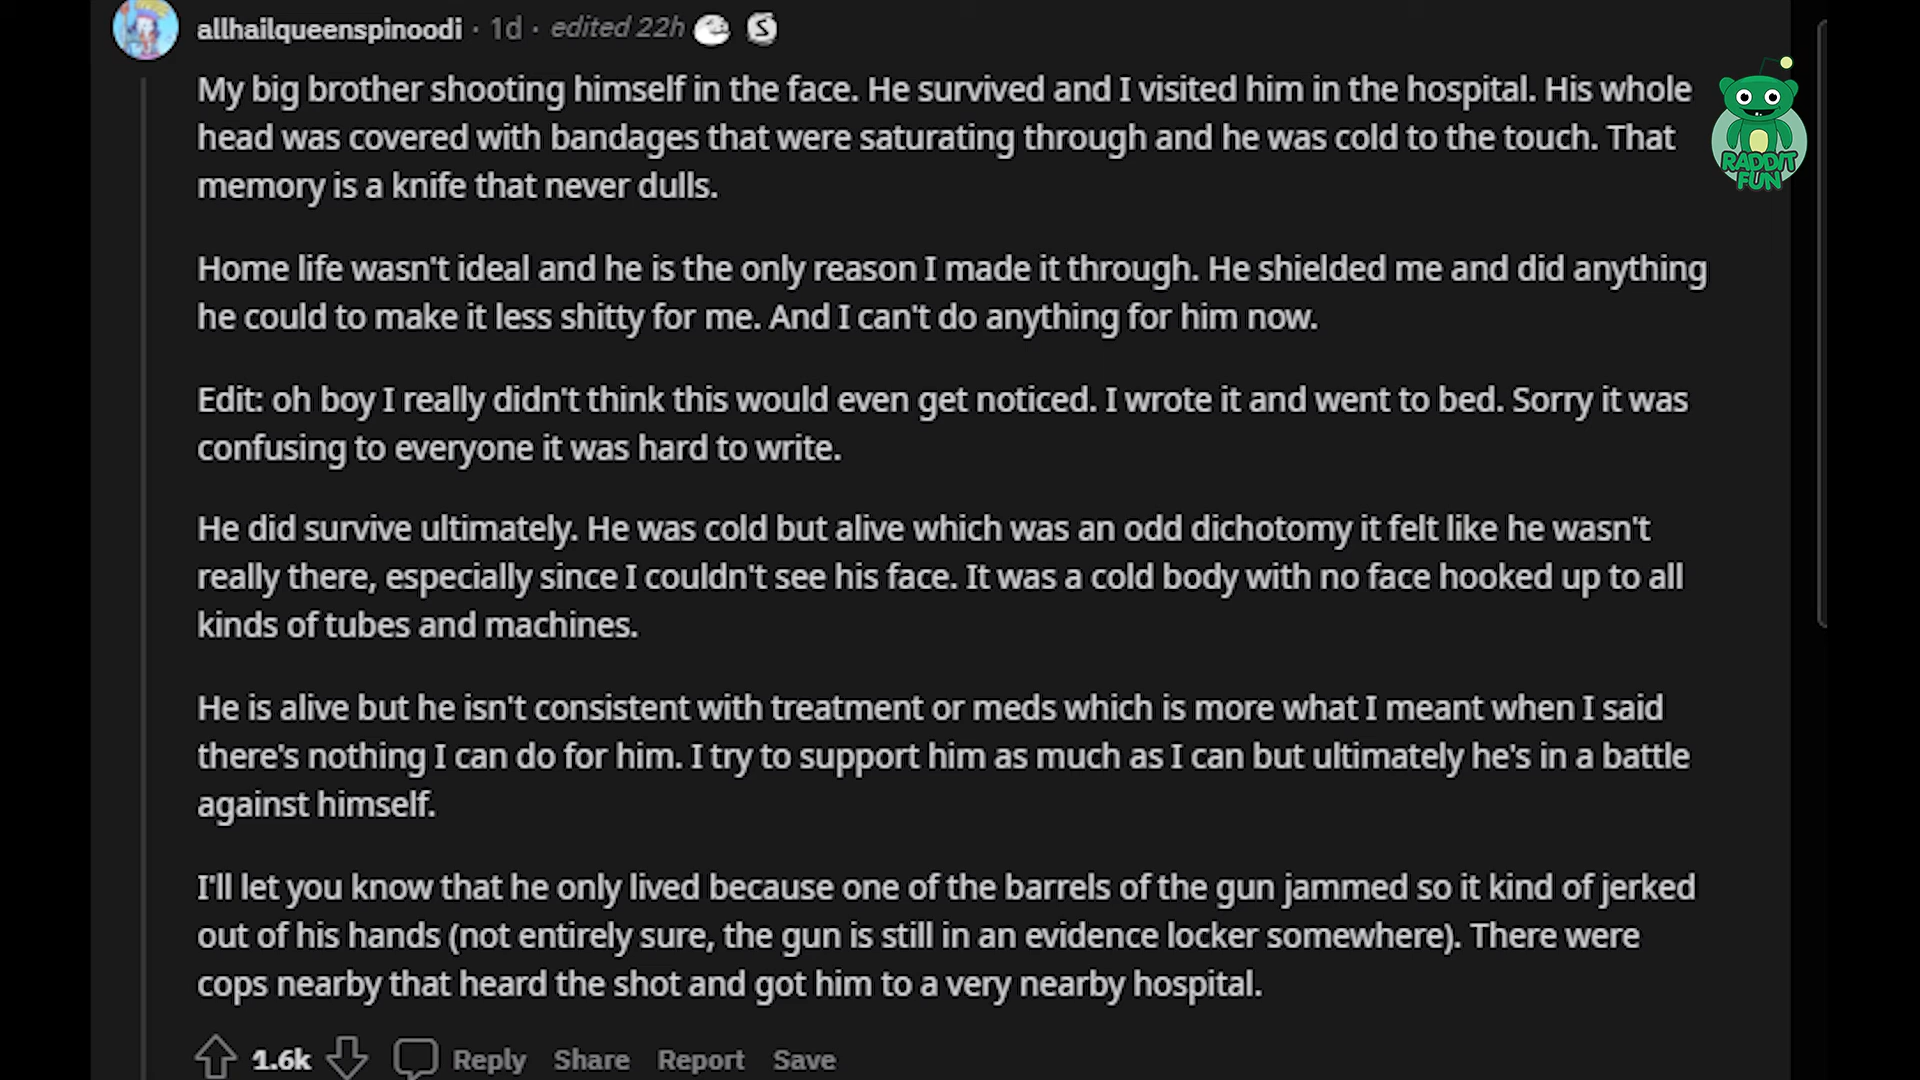 allhailqueenspinoodi · 1d · edited 22h
My big brother shooting himself in the face. He survived and I visited him in the hospital. His whole
head was covered with bandages that were saturating through and he was cold to the touch. That
memory is a knife that never dulls.
RADDIT
FUN
Home life wasn't ideal and he is the only reason I made it through. He shielded me and did anything
he could to make it less shitty for me. And I can't do anything for him now.
Edit: oh boy I really didn't think this would even get noticed. I wrote it and went to bed. Sorry it was
confusing to everyone it was hard to write.
He did survive ultimately. He was cold but alive which was an odd dichotomy it felt like he wasn't
really there, especially since I couldn't see his face. It was a cold body with no face hooked up to all
kinds of tubes and machines.
He is alive but he isn't consistent with treatment or meds which is more what I meant when I said
there's nothing I can do for him. I try to support him as much as I can but ultimately he's in a battle
against himself.
I'll let you know that he only lived because one of the barrels of the gun jammed so it kind of jerked
out of his hands (not entirely sure, the gun is still in an evidence locker somewhere). There were
cops nearby that heard the shot and got him to a very nearby hospital.
1.6k Reply Share Report Save